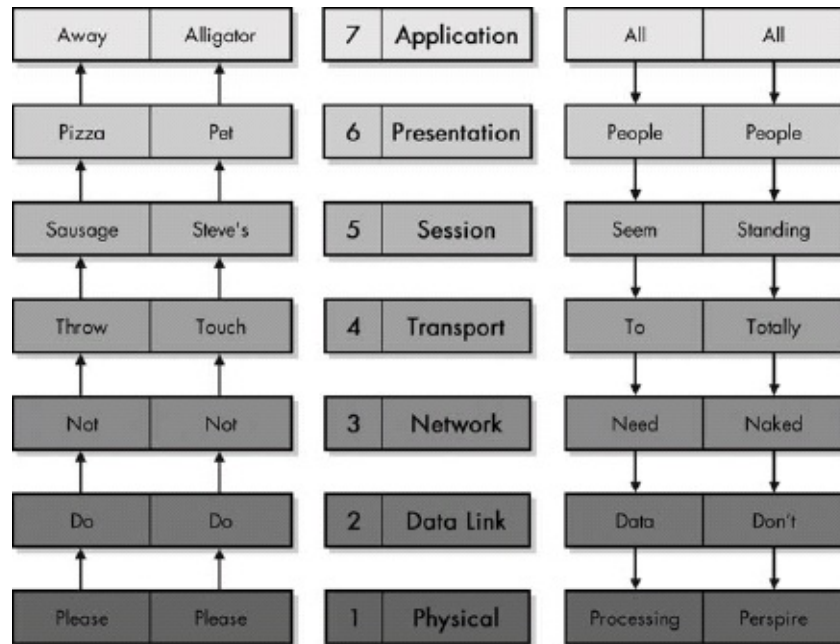 Away Alligator 7 Application All All
Pizza Pet 6 Presentation People People
Sausage Steve's 5 Session Seem Standing
Throw Touch 4 Transport To Totally
Not Not 3 Network Need Naked
Do Do 2 Data Link Data Don't
Please Please 1 Physical Processing Perspire